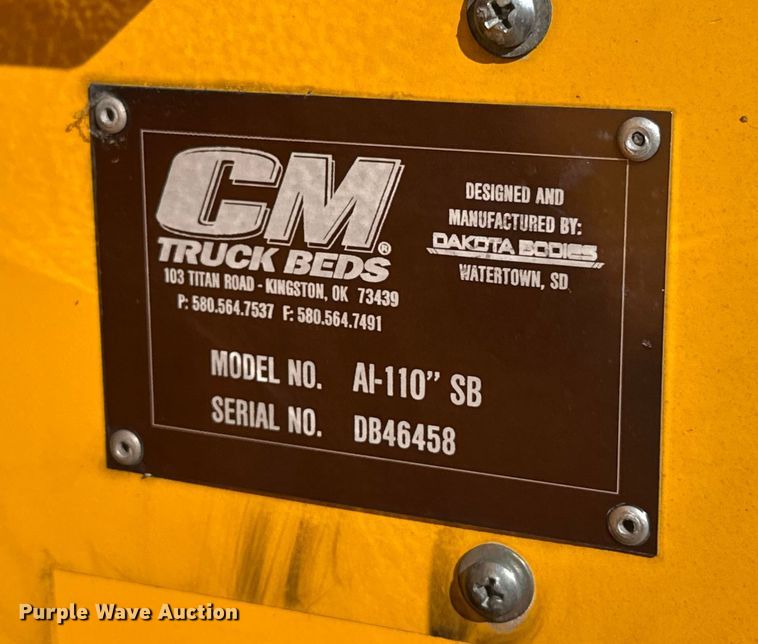 CM®
TRUCK BEDS
103 TITAN ROAD - KINGSTON, OK 73439
P: 580.564.7537 F: 580.564.7491
DESIGNED AND
MANUFACTURED BY:
DAKOTA BODIES
WATERTOWN, SD
MODEL NO. AI-110" SB
SERIAL NO. DB46458
Purple Wave Auction